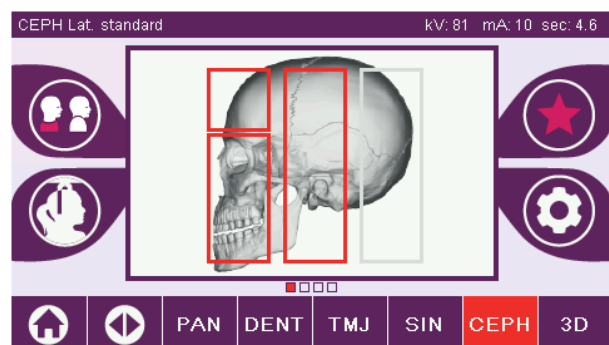 CEPH Lat. standard kV: 81 mA: 10 sec: 4.6
PAN DENT TMJ SIN CEPH 3D